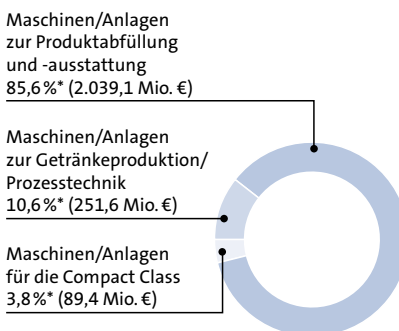 Maschinen/Anlagen
zur Produktabfüllung
und -ausstattung
85,6%* (2.039,1 Mio. €)
Maschinen/Anlagen
zur Getränkeproduktion/
Prozesstechnik
10,6%* (251,6 Mio. €)
Maschinen/Anlagen
für die Compact Class
3,8%* (89,4 Mio. €)